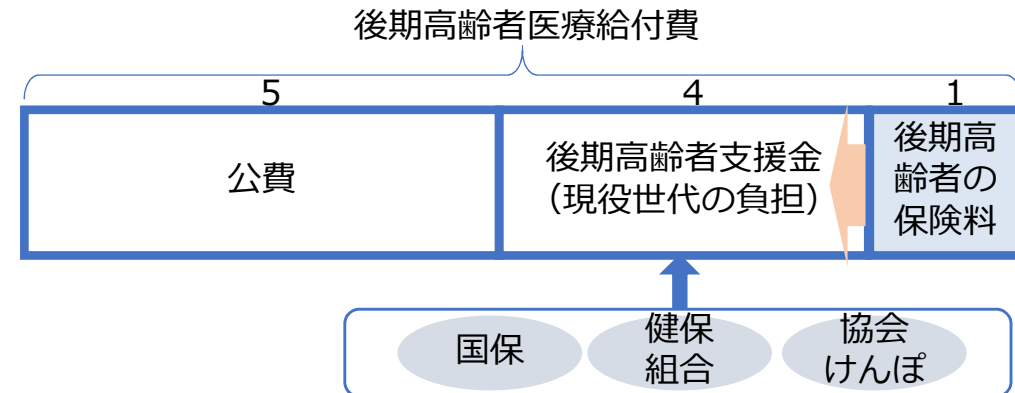 後期高齢者医療給付費
5
4
1
公費
後期高齢者支援金
（現役世代の負担）
後期高
齢者の
保険料
国保
健保
組合
協会
けんぽ